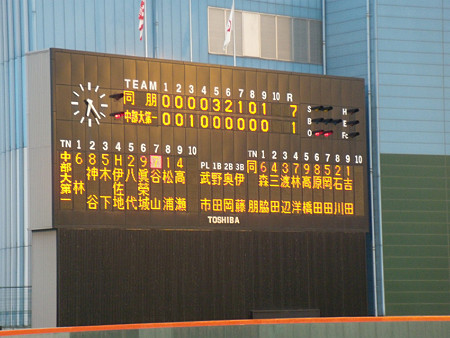 TEAM 1 2 3 4 5 6 7 8 9 10 R
同 朋 0 0 0 0 3 2 1 0 1 7
中部大第一 0 0 1 0 0 0 0 0 0 1
S H
B E
O Fc
TN 1 2 3 4 5 6 7 8 9 10 TN 1 2 3 4 5 6 7 8 9 10
中 6 8 5 H 2 9 1 4 PL 1B 2B 3B 同 6 4 3 7 9 8 5 2 1
部 神木伊八眞谷松高 武野奥伊 森三渡林高原岡石吉
大
第 林 佐 栄
一 谷下地代城山浦瀬 市田岡藤 朋 脇田辺洋橋田田川田
TOSHIBA